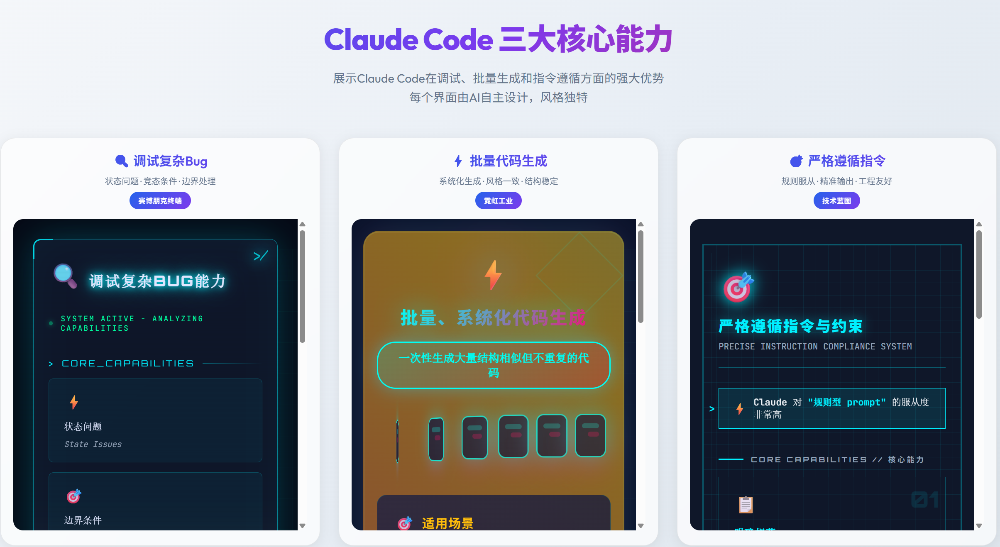 Claude Code 三大核心能力
展示Claude Code在调试、批量生成和指令遵循方面的强大优势
每个界面由AI自主设计，风格独特
调试复杂Bug
状态问题·竞态条件·边界处理
赛博朋克终端
>/
调试复杂BUG能力
SYSTEM ACTIVE - ANALYZING
CAPABILITIES
> CORE_CAPABILITIES
状态问题
State Issues
边界条件
批量代码生成
系统化生成·风格一致·结构稳定
霓虹工业
批量、系统化代码生成
一次性生成大量结构相似但不重复的代
码
适用场景
严格遵循指令
规则服从·精准输出·工程友好
技术蓝图
严格遵循指令与约束
PRECISE INSTRUCTION COMPLIANCE SYSTEM
> Claude 对 "规则型 prompt" 的服从度
非常高
CORE CAPABILITIES // 核心能力
01